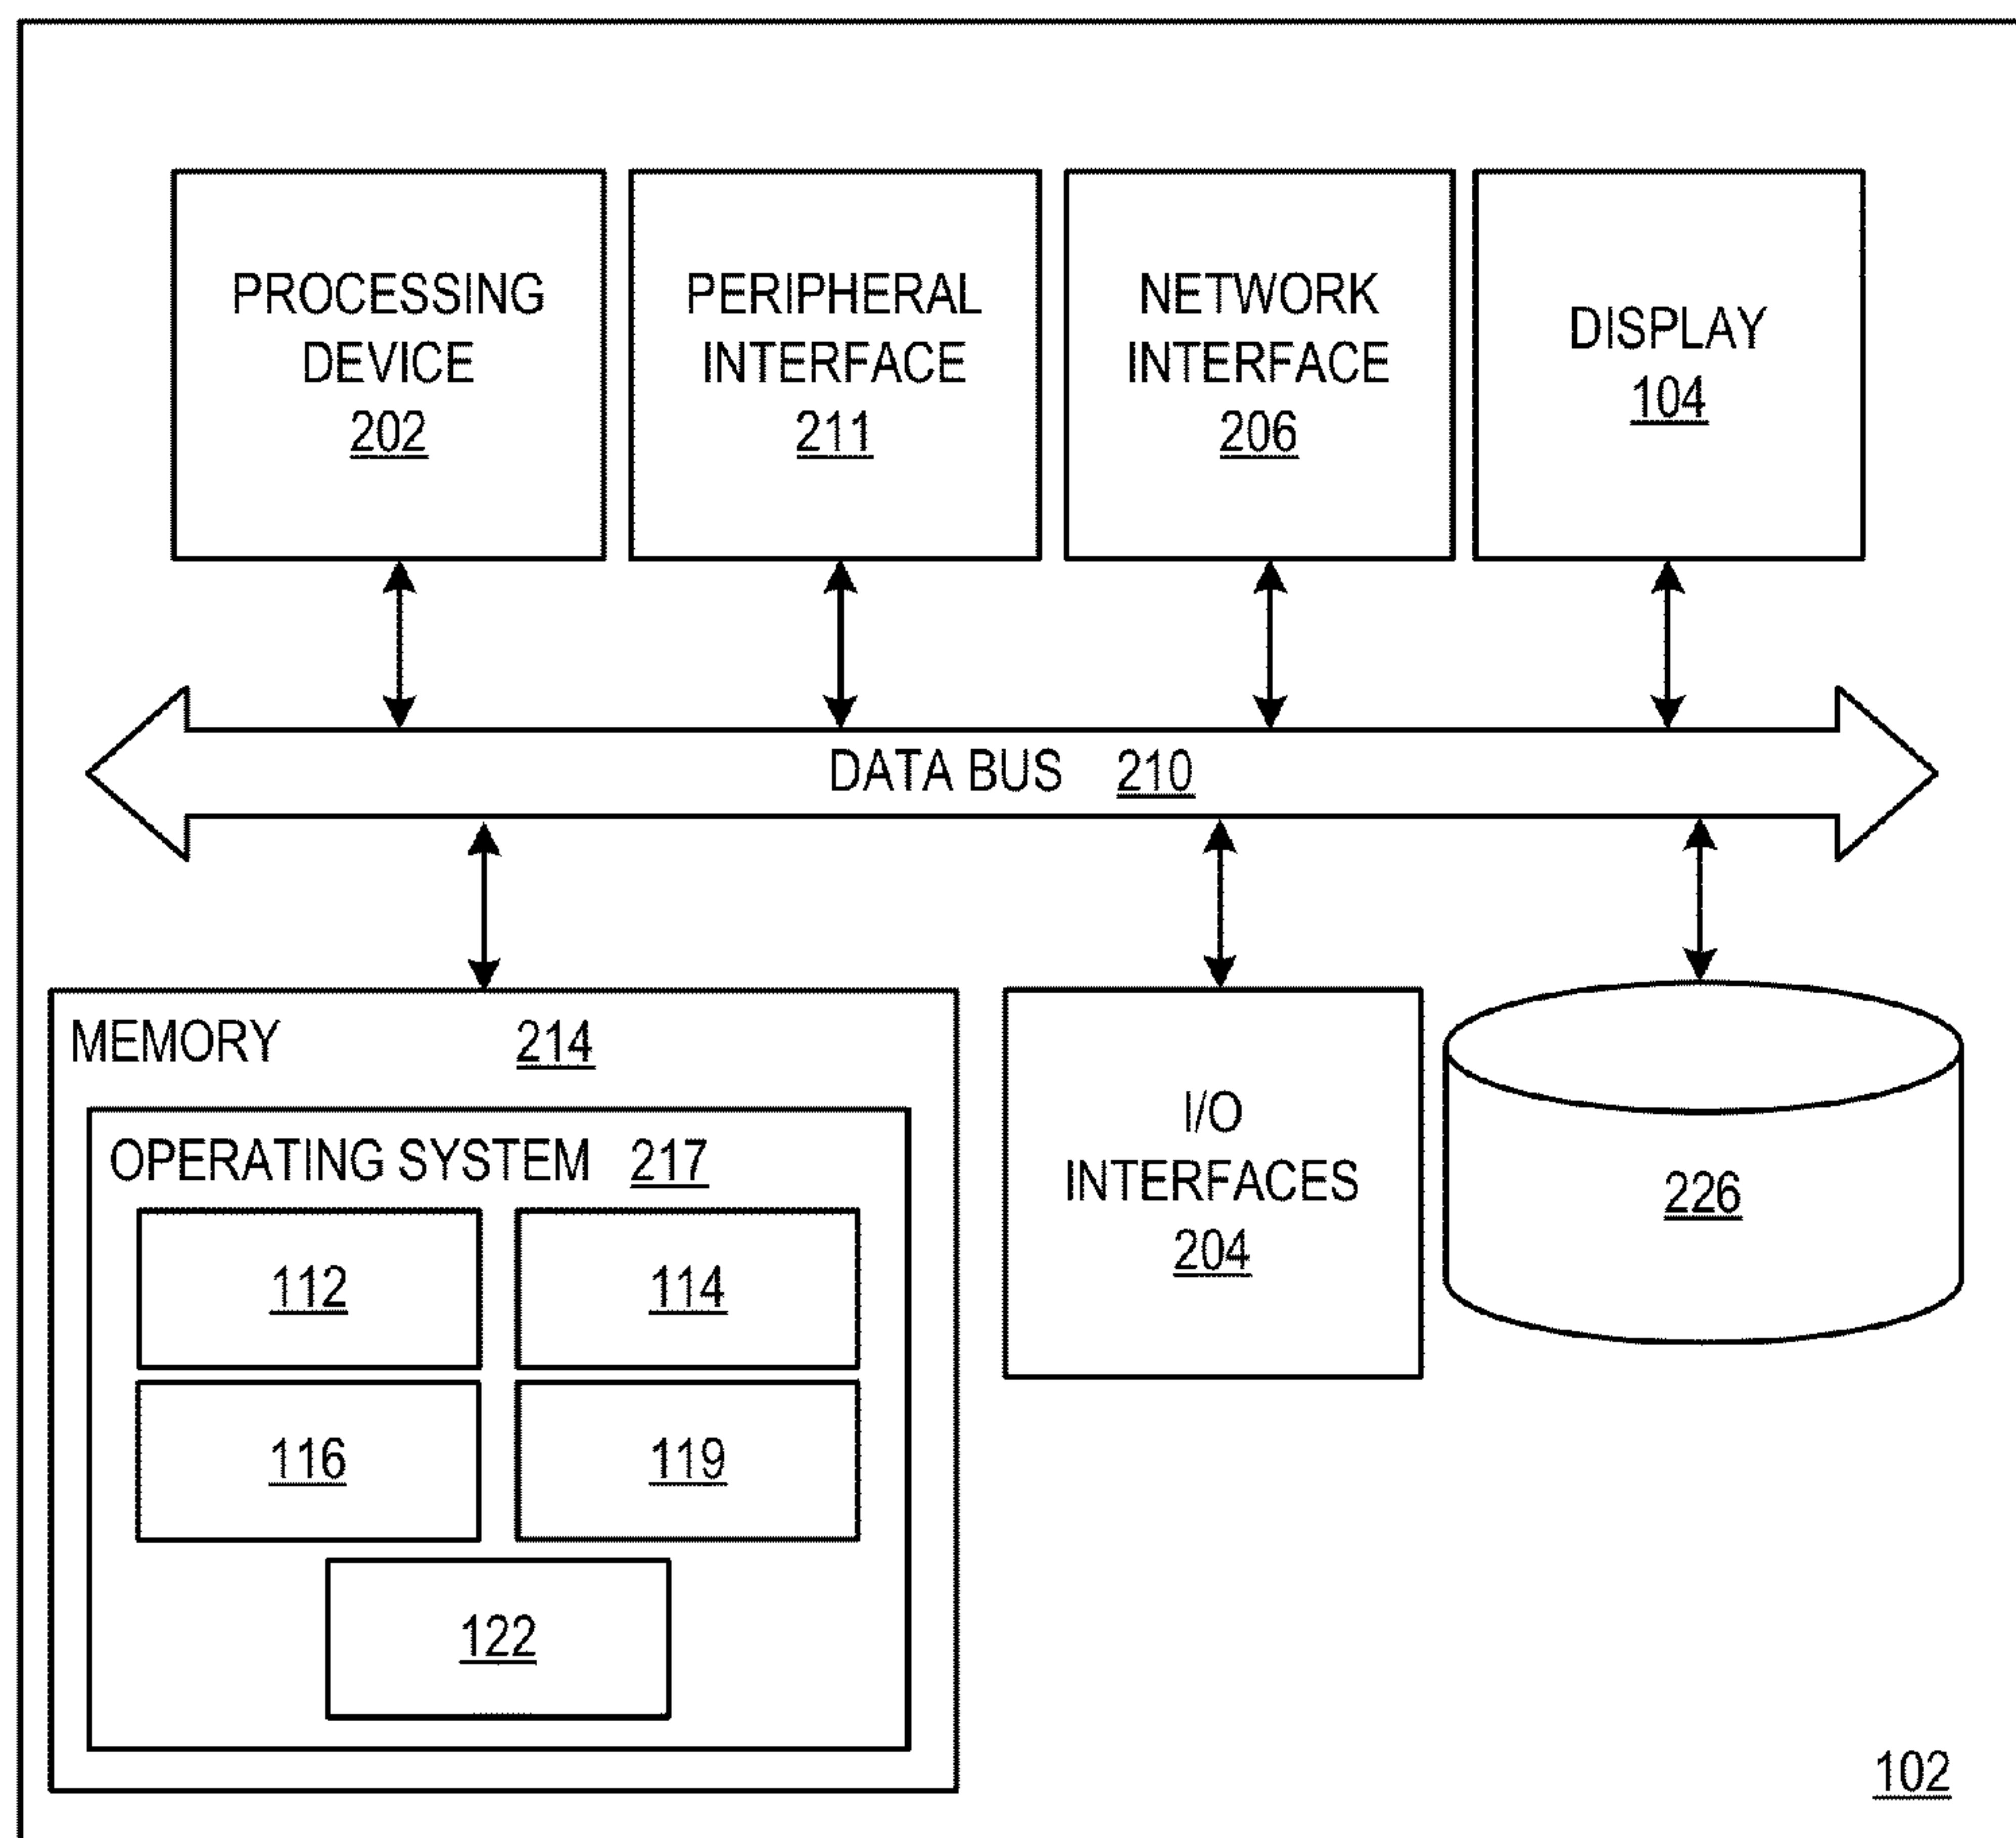 PROCESSING
DEVICE
202
PERIPHERAL
INTERFACE
211
NETWORK
INTERFACE
206
DISPLAY
104
DATA BUS 210
MEMORY 214
OPERATING SYSTEM 217
112
114
116
119
122
I/O
INTERFACES
204
226
102